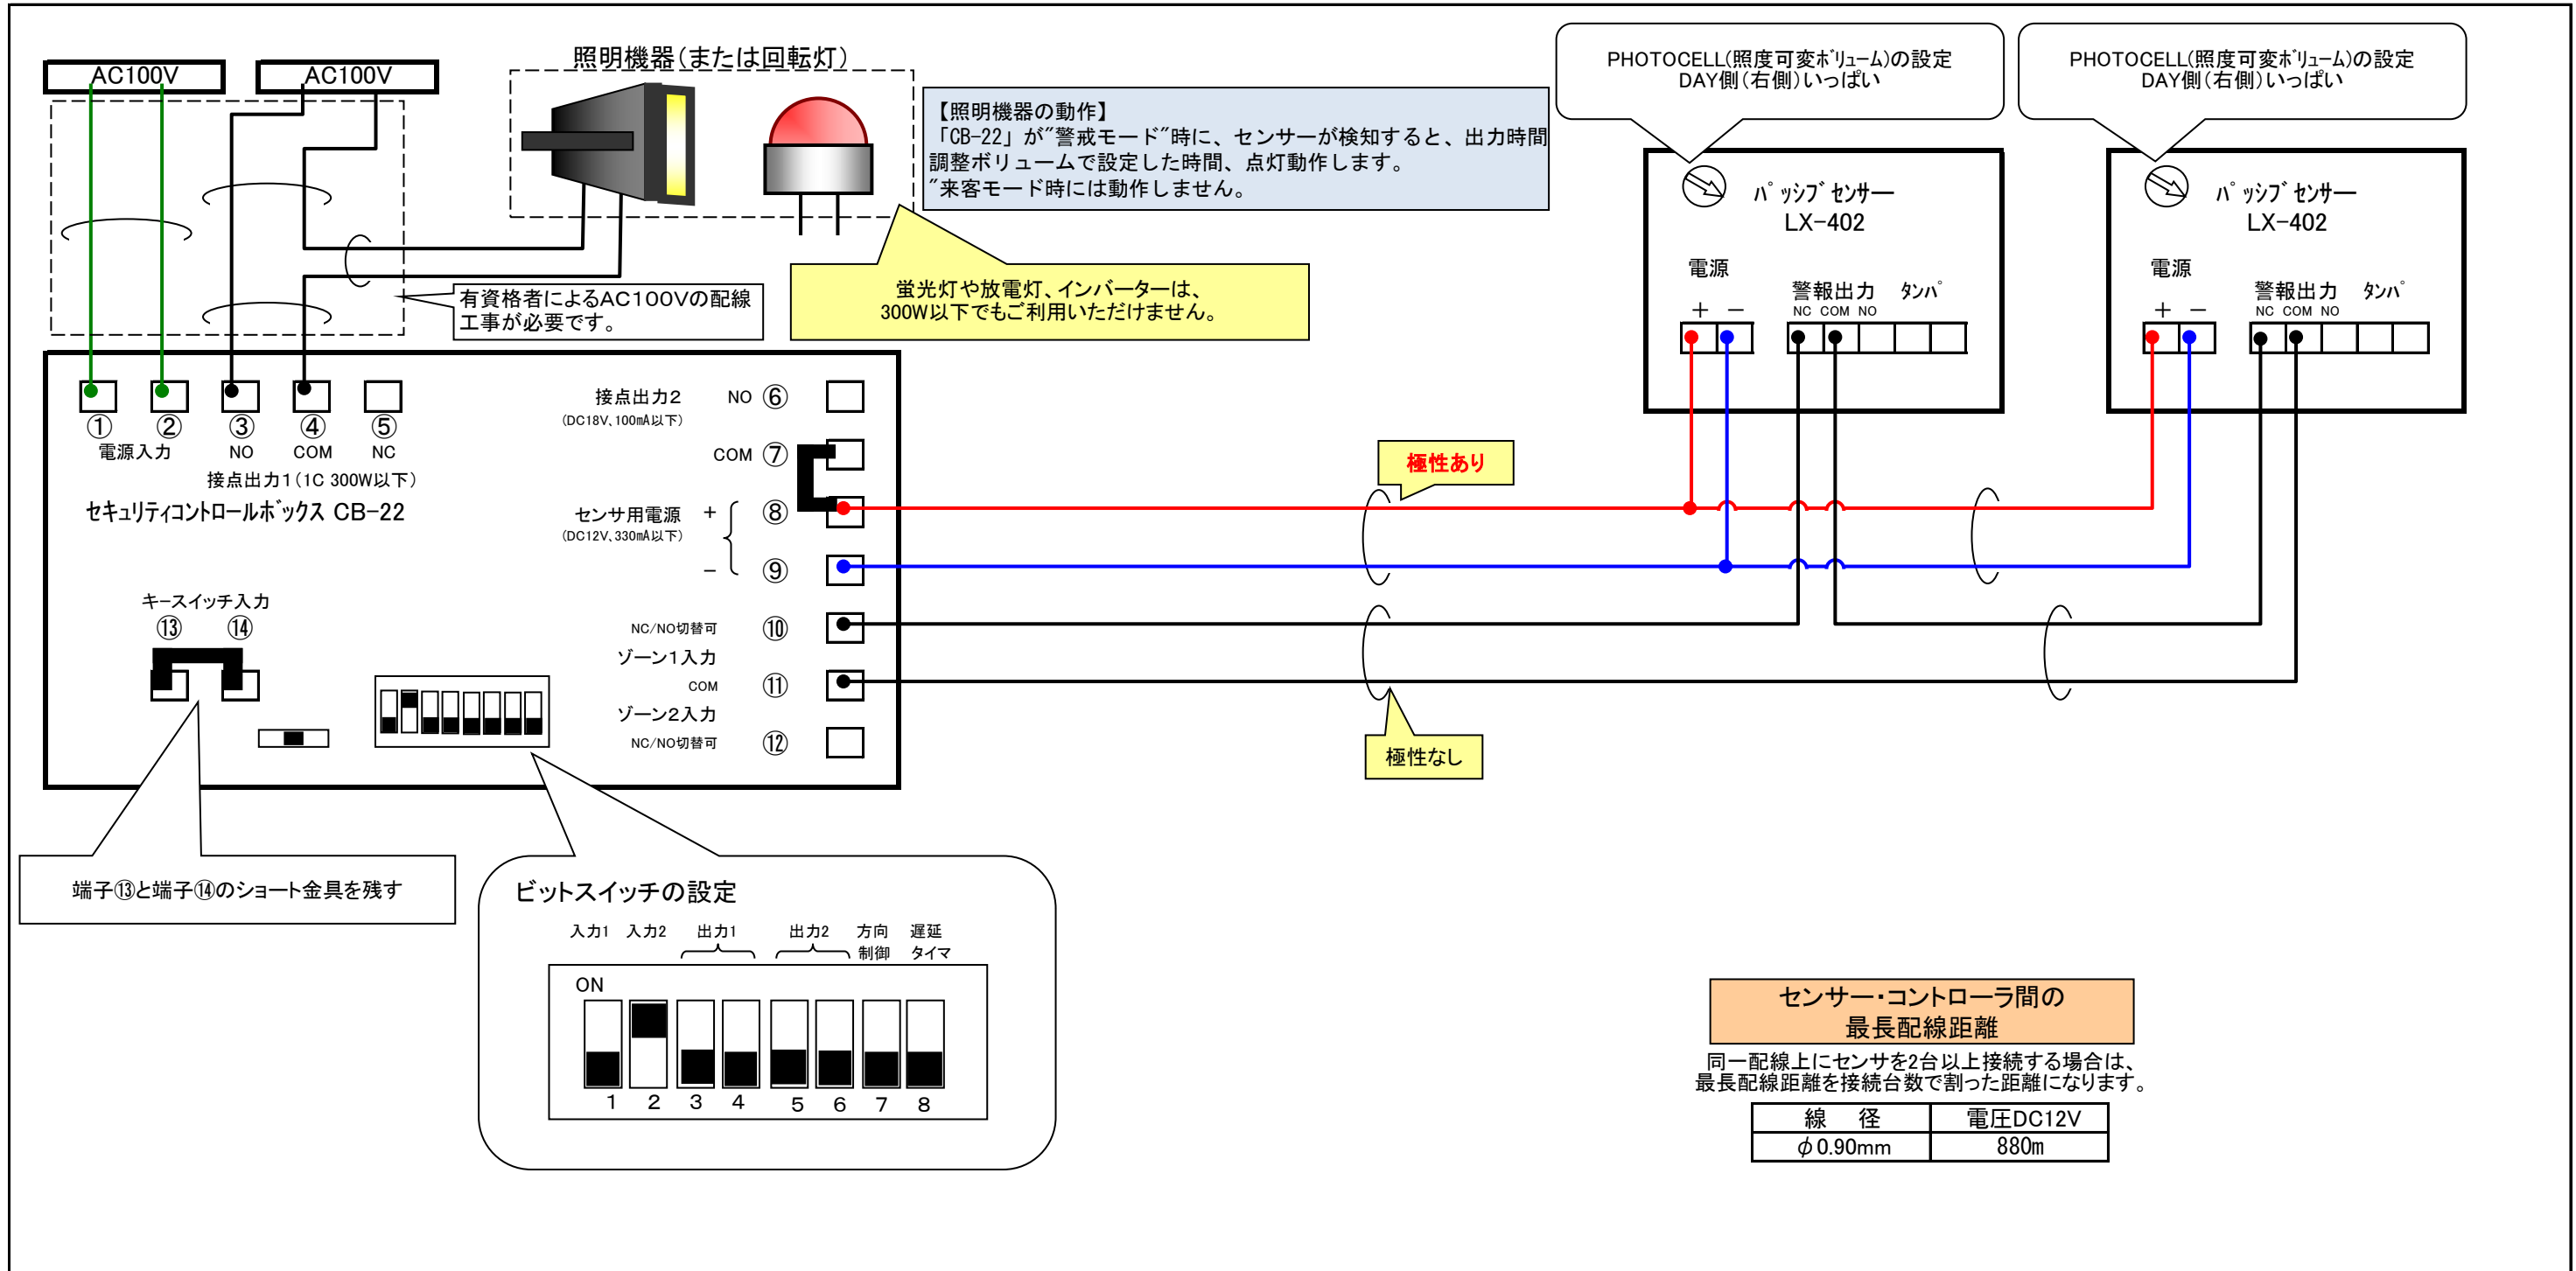 AC100V
AC100V
照明機器(または回転灯)
【照明機器の動作】
「CB-22」が"警戒モード"時に、センサーが検知すると、出力時間
調整ボリュームで設定した時間、点灯動作します。
"来客モード時には動作しません。
蛍光灯や放電灯、インバーターは、
300W以下でもご利用いただけません。
有資格者によるAC100Vの配線
工事が必要です。
PHOTOCELL(照度可変ボリューム)の設定
DAY側(右側)いっぱい
PHOTOCELL(照度可変ボリューム)の設定
DAY側(右側)いっぱい
パッシブセンサー
LX-402
電源
+ −
警報出力 タンパ
NC COM NO
パッシブセンサー
LX-402
電源
+ −
警報出力 タンパ
NC COM NO
① ② ③ ④ ⑤
電源入力 NO COM NC
接点出力1(1C 300W以下)
セキュリティコントロールボックス CB-22
接点出力2 NO ⑥
(DC18V、100mA以下)
COM ⑦
センサ用電源 + ⑧
(DC12V、330mA以下)
− ⑨
NC/NO切替可 ⑩
ゾーン1入力
COM ⑪
ゾーン2入力
NC/NO切替可 ⑫
キースイッチ入力
⑬ ⑭
極性あり
極性なし
端子⑬と端子⑭のショート金具を残す
ビットスイッチの設定
入力1 入力2 出力1 出力2 方向 遅延
制御 タイマ
ON
1 2 3 4 5 6 7 8
センサー・コントローラ間の
最長配線距離
同一配線上にセンサを2台以上接続する場合は、
最長配線距離を接続台数で割った距離になります。
線 径 電圧DC12V
φ0.90mm 880m